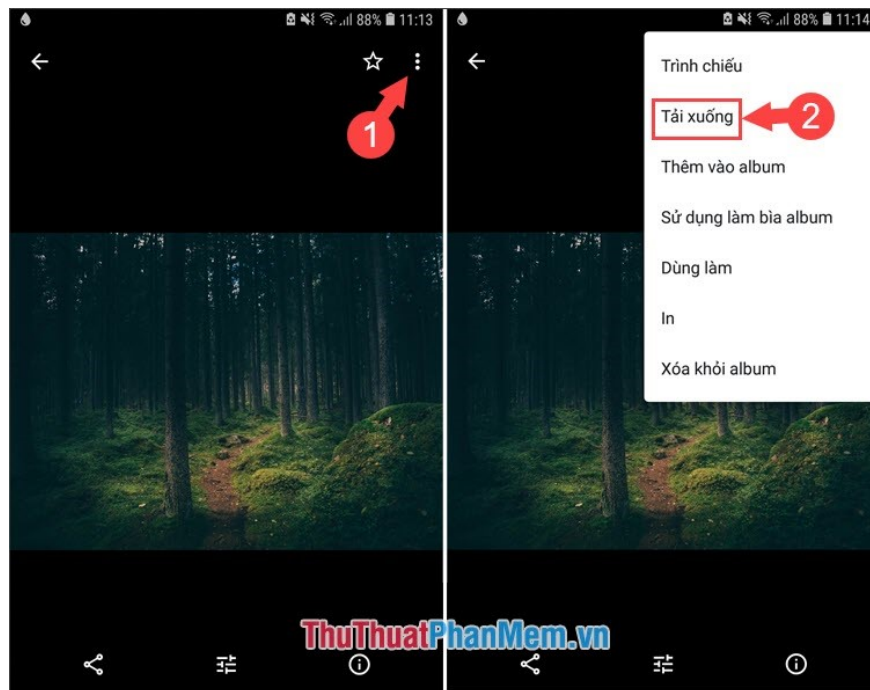 88% 11:13
1
88% 11:14
Trình chiếu
Tải xuống
2
Thêm vào album
Sử dụng làm bìa album
Dùng làm
In
Xóa khỏi album
ThuThuatPhanMem.vn